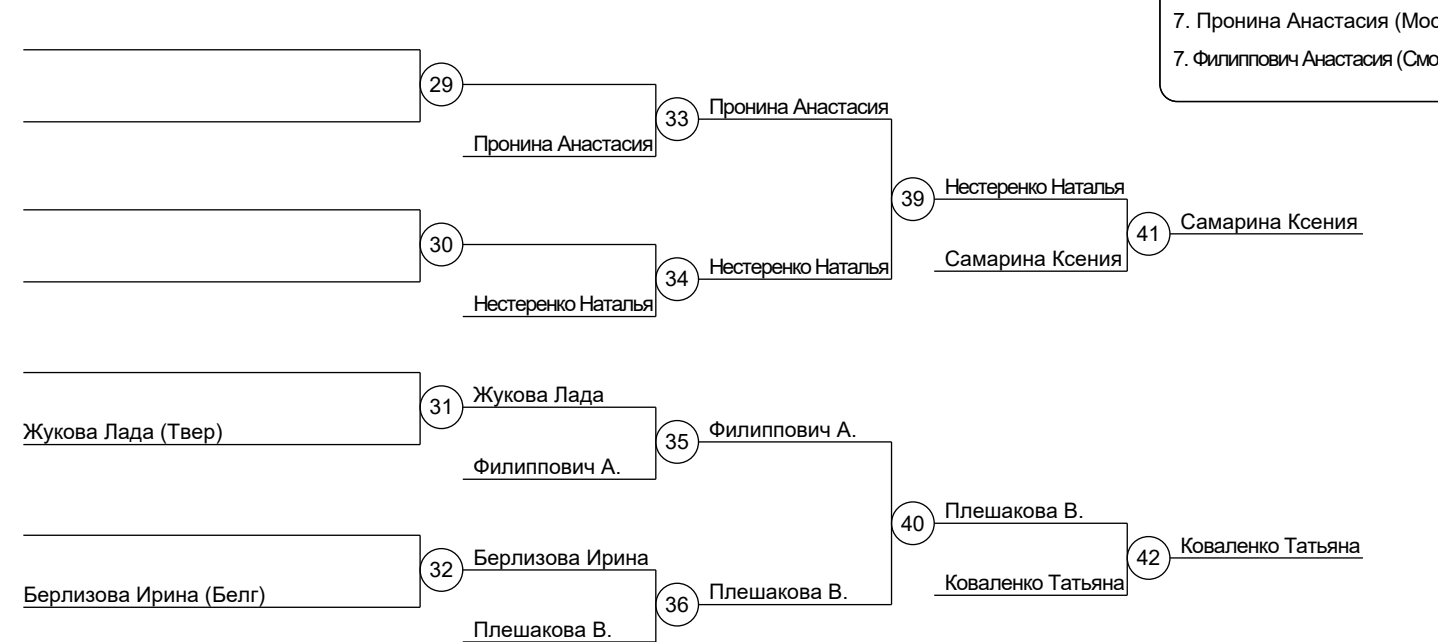 7. Пронина Анастасия (Мос
7. Филиппович Анастасия (Смо
29
Пронина Анастасия
33
Пронина Анастасия
39
Нестеренко Наталья
30
Нестеренко Наталья
34
Нестеренко Наталья
Самарина Ксения
41
Самарина Ксения
31
Жукова Лада
Жукова Лада (Твер)
35
Филиппович А.
Филиппович А.
40
Плешакова В.
32
Берлизова Ирина
Берлизова Ирина (Белг)
36
Плешакова В.
Плешакова В.
Коваленко Татьяна
42
Коваленко Татьяна